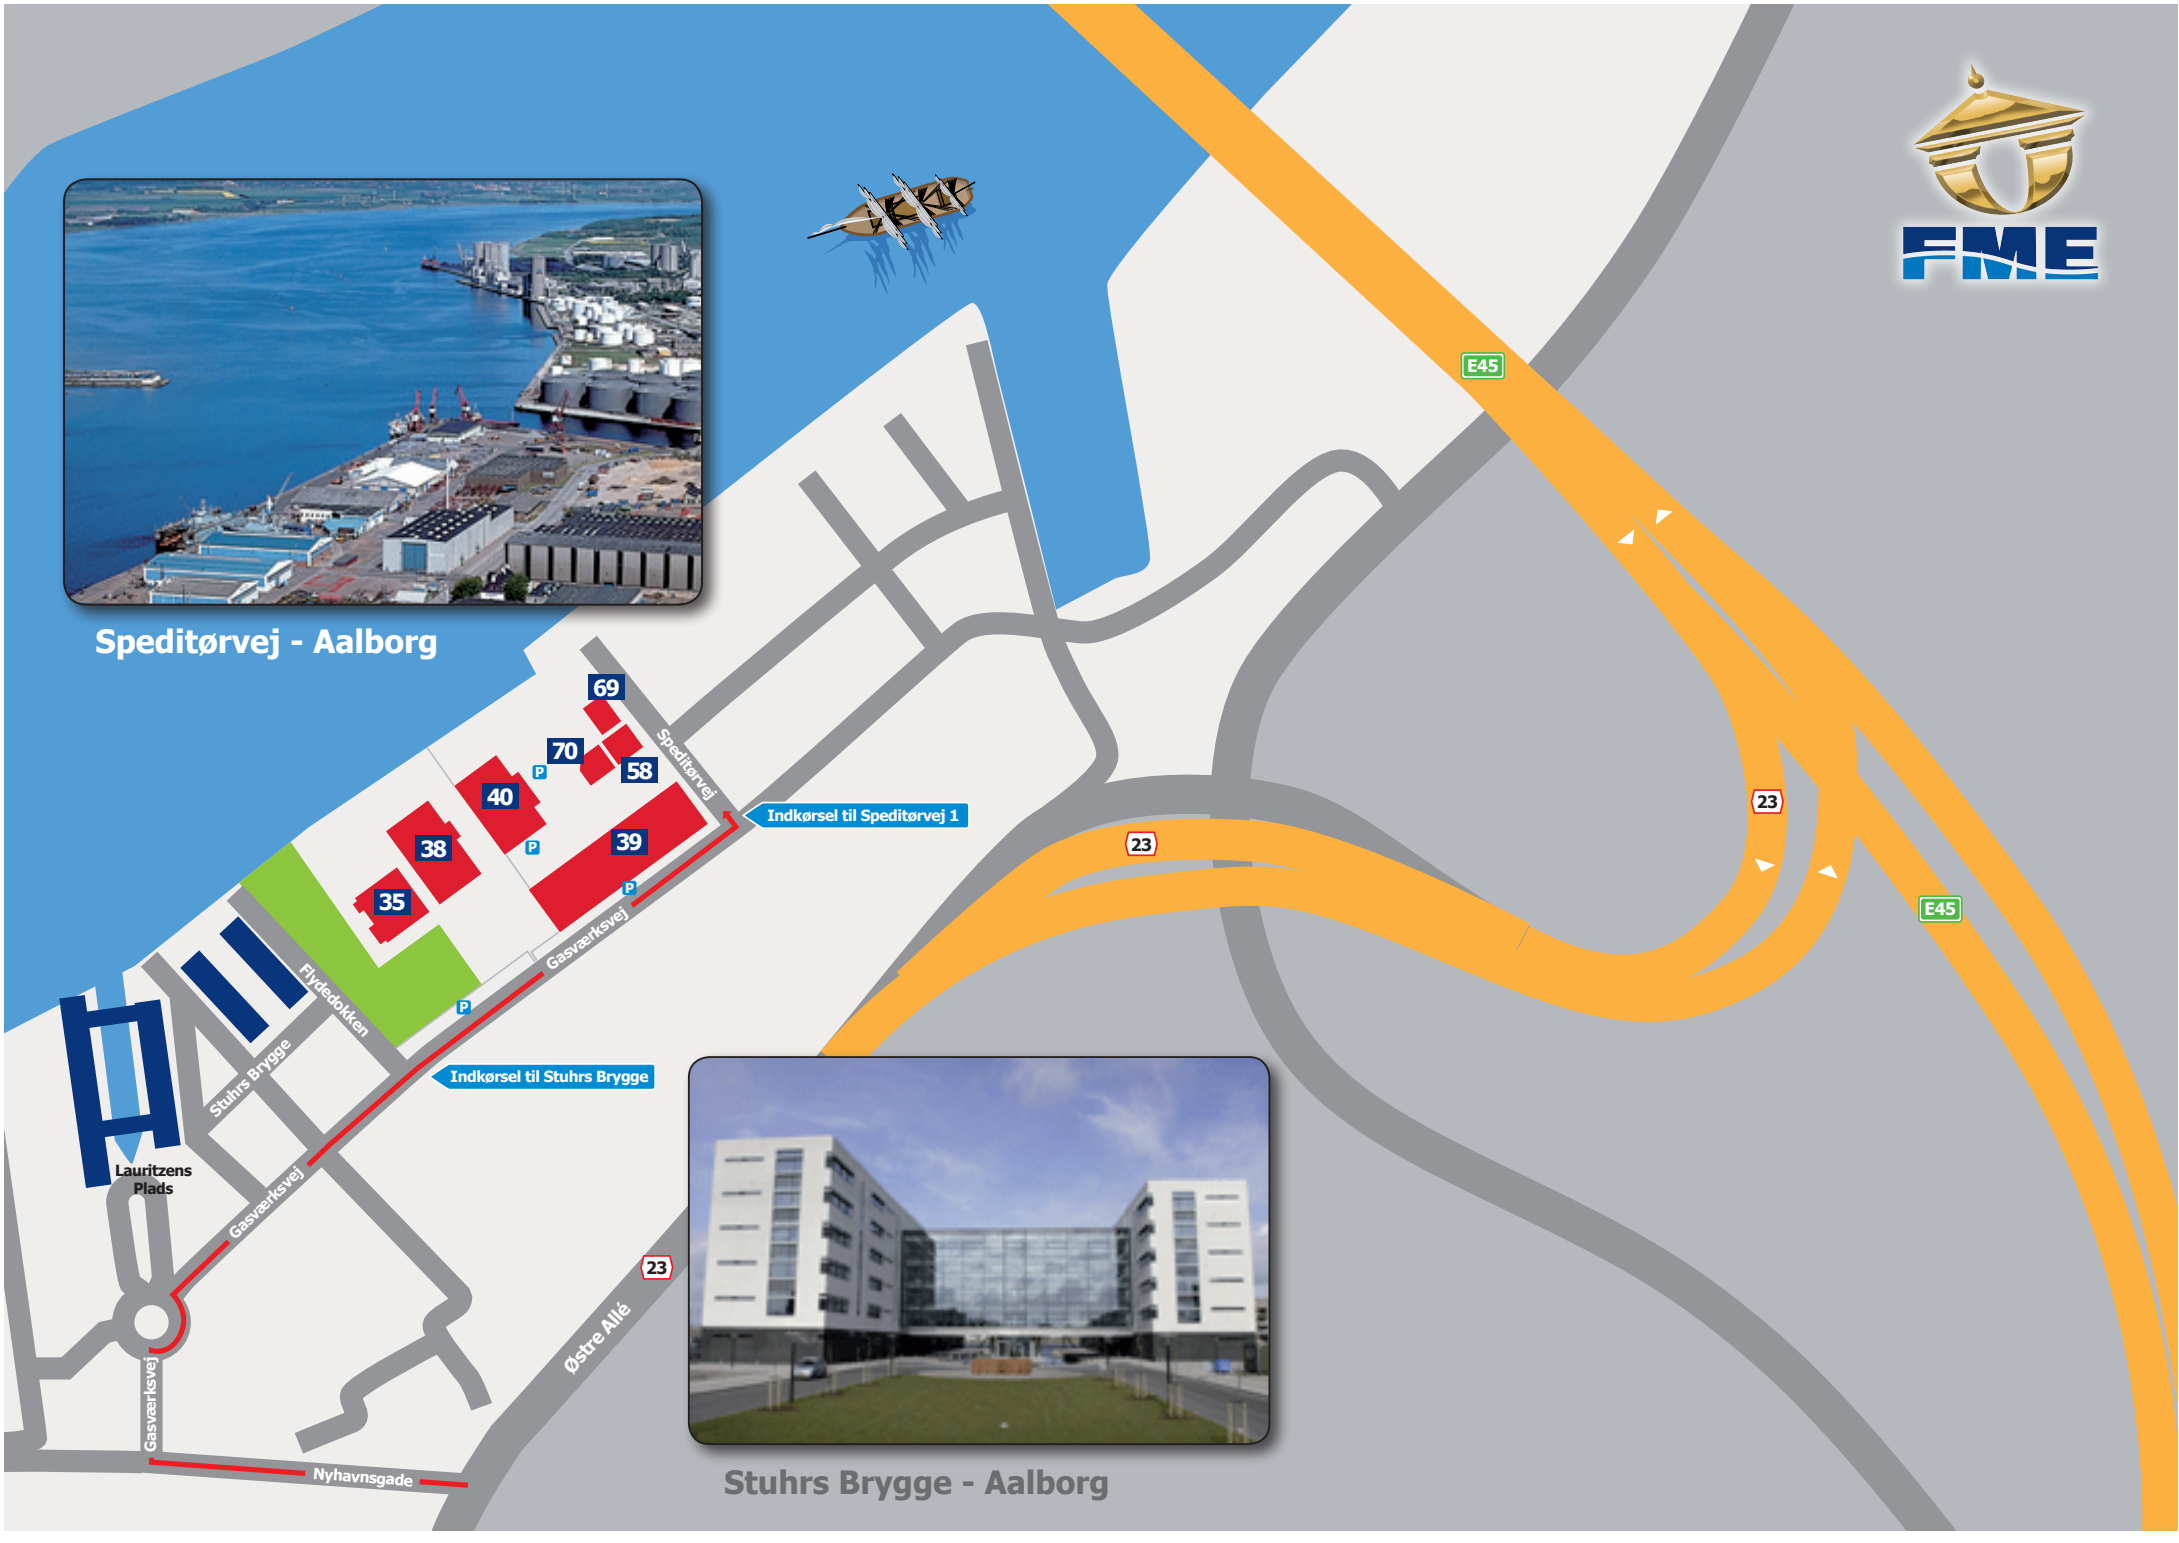 FME
E45
Speditørvej - Aalborg
69
Speditørvej
70
P
58
40
23
Indkørsel til Speditørvej 1
39
38
P
23
P
35
E45
Gasværksvej
Flydedokken
P
Stuhrs Brygge
Indkørsel til Stuhrs Brygge
Lauritzens
Plads
Gasværksvej
23
Østre Allé
Gasværksvej
Nyhavnsgade
Stuhrs Brygge - Aalborg